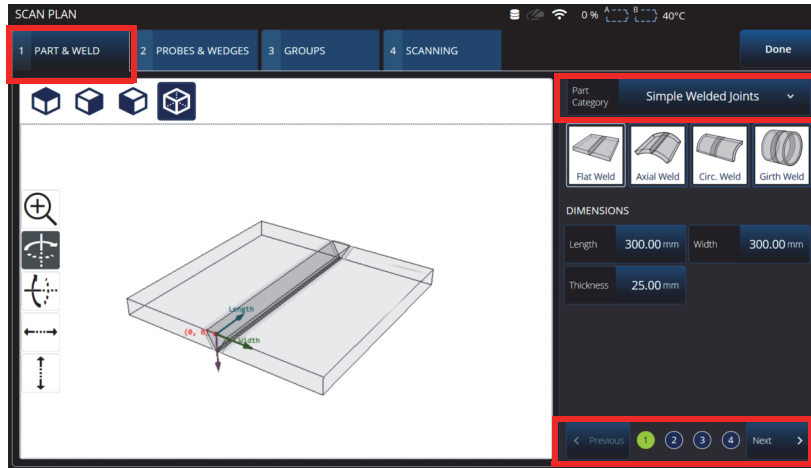 SCAN PLAN
0 % A B 40°C
1 PART & WELD
2 PROBES & WEDGES
3 GROUPS
4 SCANNING
Done
Part
Category
Simple Welded Joints
Flat Weld
Axial Weld
Circ. Weld
Girth Weld
DIMENSIONS
Length 300.00 mm
Width 300.00 mm
Thickness 25.00 mm
Length
(0, 0)
Width
< Previous 1 2 3 4 Next >